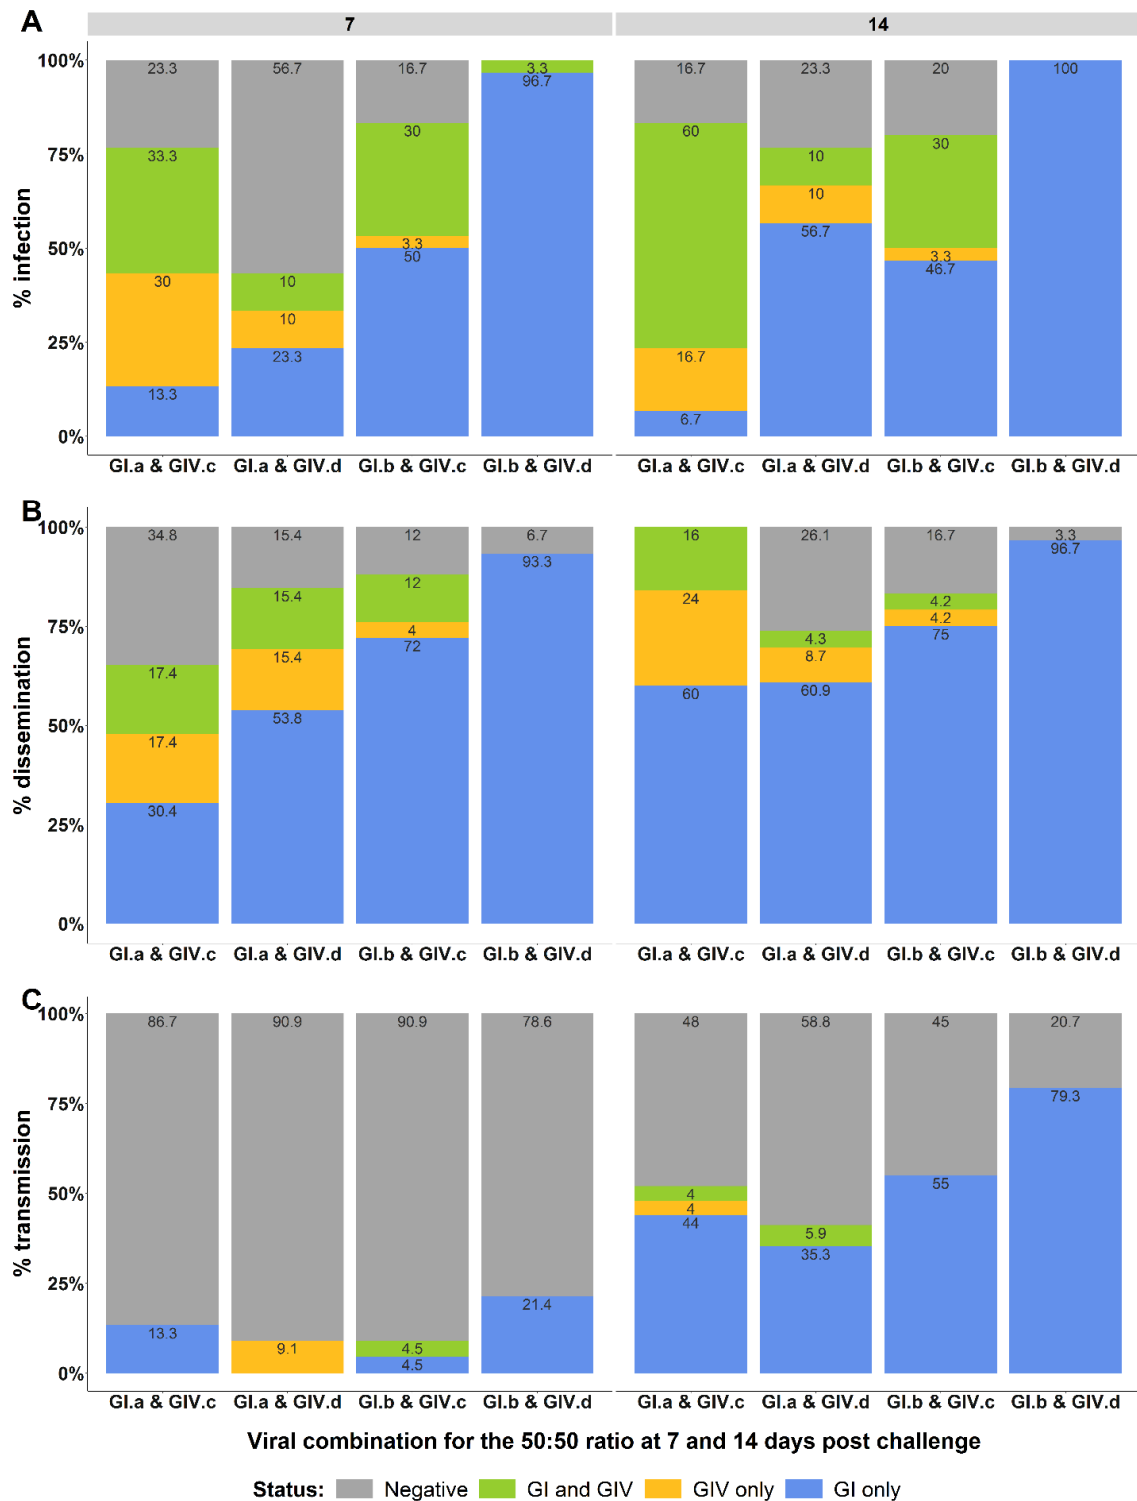 A
7
14
100%
75%
50%
25%
0%
% infection
23.3 56.7 16.7 3.3
96.7
33.3 10 30
30 10 3.3
13.3 23.3 50
16.7 23.3 20 100
60 10 30
16.7 10 3.3
6.7 56.7 46.7
GI.a & GIV.c GI.a & GIV.d GI.b & GIV.c GI.b & GIV.d
GI.a & GIV.c GI.a & GIV.d GI.b & GIV.c GI.b & GIV.d
B
100%
75%
50%
25%
0%
% dissemination
34.8 15.4 12 6.7
17.4 15.4 12 93.3
17.4 15.4 4
30.4 53.8 72
16 26.1 16.7 3.3
24 4.3 4.2 96.7
60 8.7 4.2
60.9 75
GI.a & GIV.c GI.a & GIV.d GI.b & GIV.c GI.b & GIV.d
GI.a & GIV.c GI.a & GIV.d GI.b & GIV.c GI.b & GIV.d
C
100%
75%
50%
25%
0%
% transmission
86.7 90.9 90.9 78.6
13.3 9.1 4.5 21.4
4.5
48 58.8 45 20.7
4 5.9 55 79.3
4 35.3
44
GI.a & GIV.c GI.a & GIV.d GI.b & GIV.c GI.b & GIV.d
GI.a & GIV.c GI.a & GIV.d GI.b & GIV.c GI.b & GIV.d
Viral combination for the 50:50 ratio at 7 and 14 days post challenge
Status: Negative GI and GIV GIV only GI only